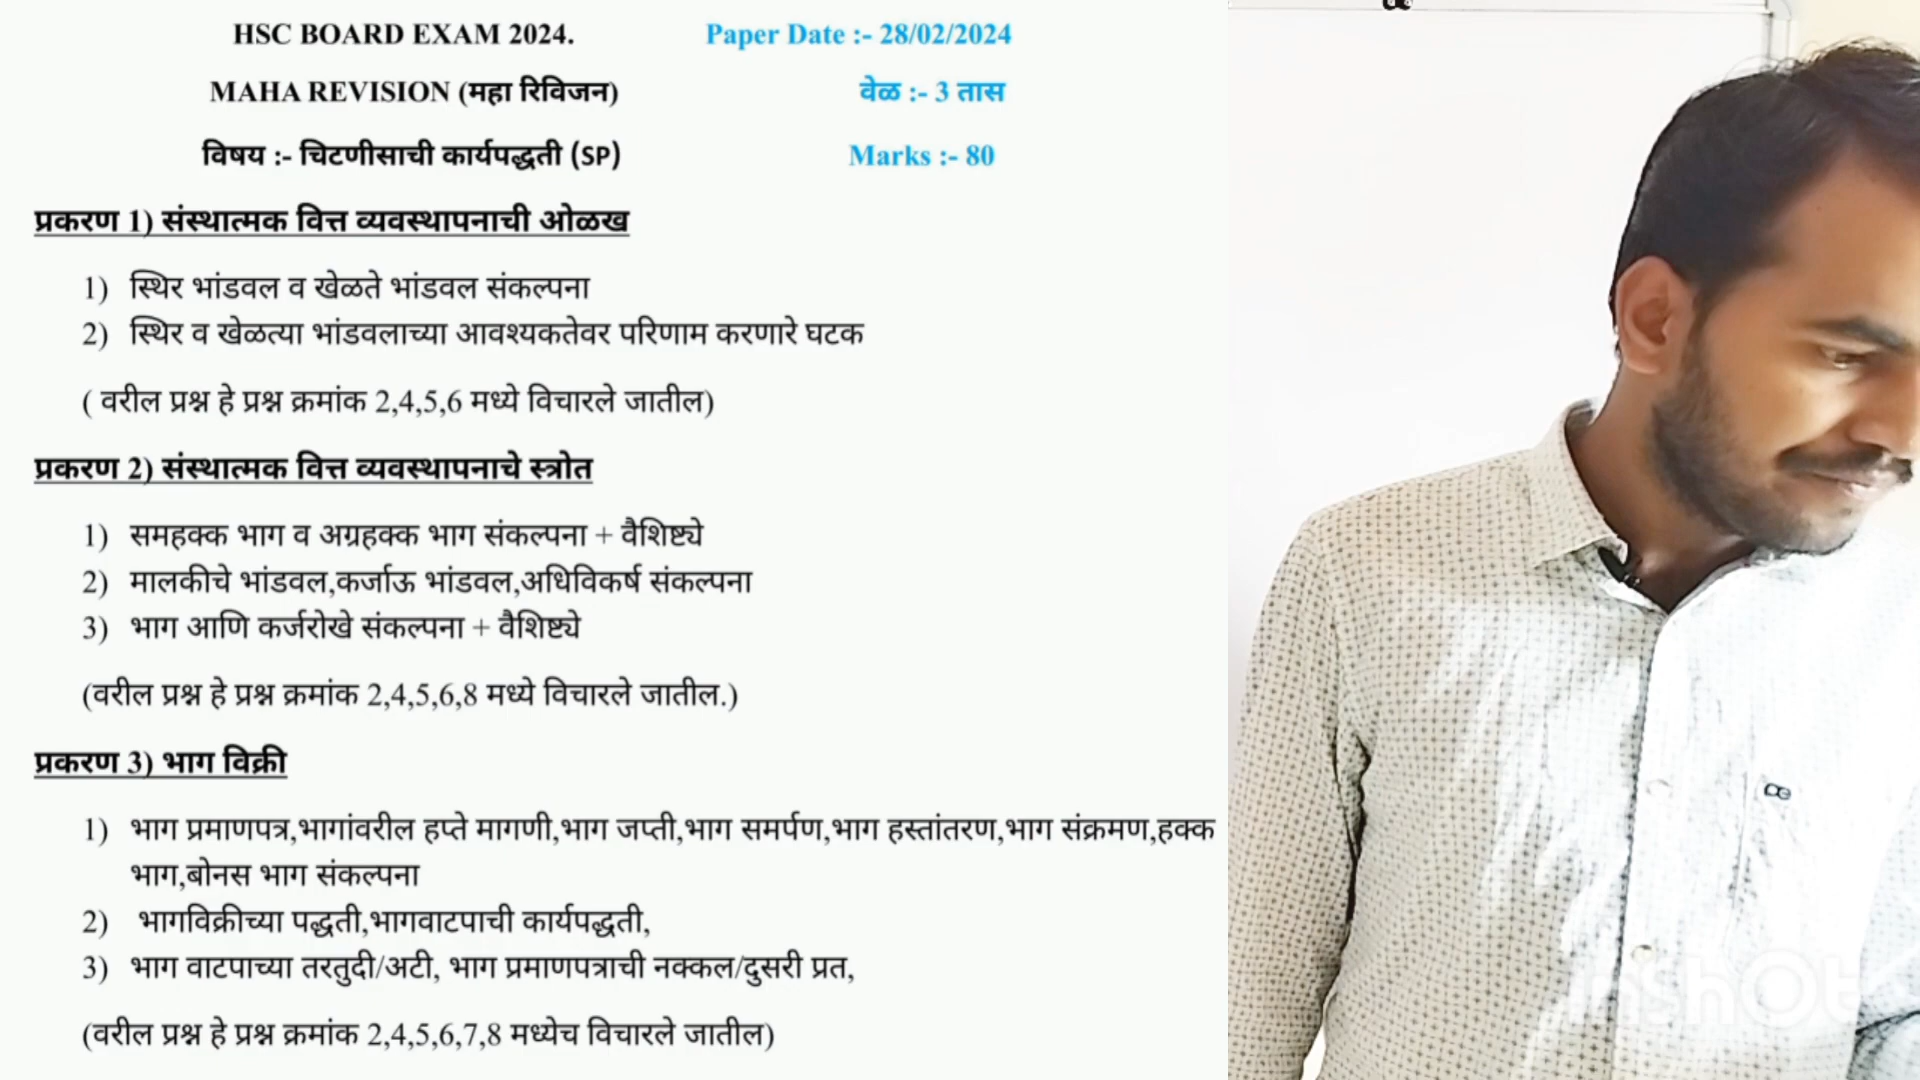 HSC BOARD EXAM 2024.
Paper Date :- 28/02/2024
MAHA REVISION (महा रिविजन)
वेळ :- 3 तास
विषय :- चिटणीसाची कार्यपद्धती (SP)
Marks :- 80
प्रकरण 1) संस्थात्मक वित्त व्यवस्थापनाची ओळख
1) स्थिर भांडवल व खेळते भांडवल संकल्पना
2) स्थिर व खेळत्या भांडवलाच्या आवश्यकतेवर परिणाम करणारे घटक
( वरील प्रश्न हे प्रश्न क्रमांक 2,4,5,6 मध्ये विचारले जातील)
प्रकरण 2) संस्थात्मक वित्त व्यवस्थापनाचे स्त्रोत
1) समहक्क भाग व अग्रहक्क भाग संकल्पना + वैशिष्ट्ये
2) मालकीचे भांडवल,कर्जाऊ भांडवल,अधिविकर्ष संकल्पना
3) भाग आणि कर्जरोखे संकल्पना + वैशिष्ट्ये
(वरील प्रश्न हे प्रश्न क्रमांक 2,4,5,6,8 मध्ये विचारले जातील.)
प्रकरण 3) भाग विक्री
1) भाग प्रमाणपत्र,भागांवरील हप्ते मागणी,भाग जप्ती,भाग समर्पण,भाग हस्तांतरण,भाग संक्रमण,हक्क
भाग,बोनस भाग संकल्पना
2) भागविक्रीच्या पद्धती,भागवाटपाची कार्यपद्धती,
3) भाग वाटपाच्या तरतुदी/अटी, भाग प्रमाणपत्राची नक्कल/दुसरी प्रत,
(वरील प्रश्न हे प्रश्न क्रमांक 2,4,5,6,7,8 मध्येच विचारले जातील)
InShOt